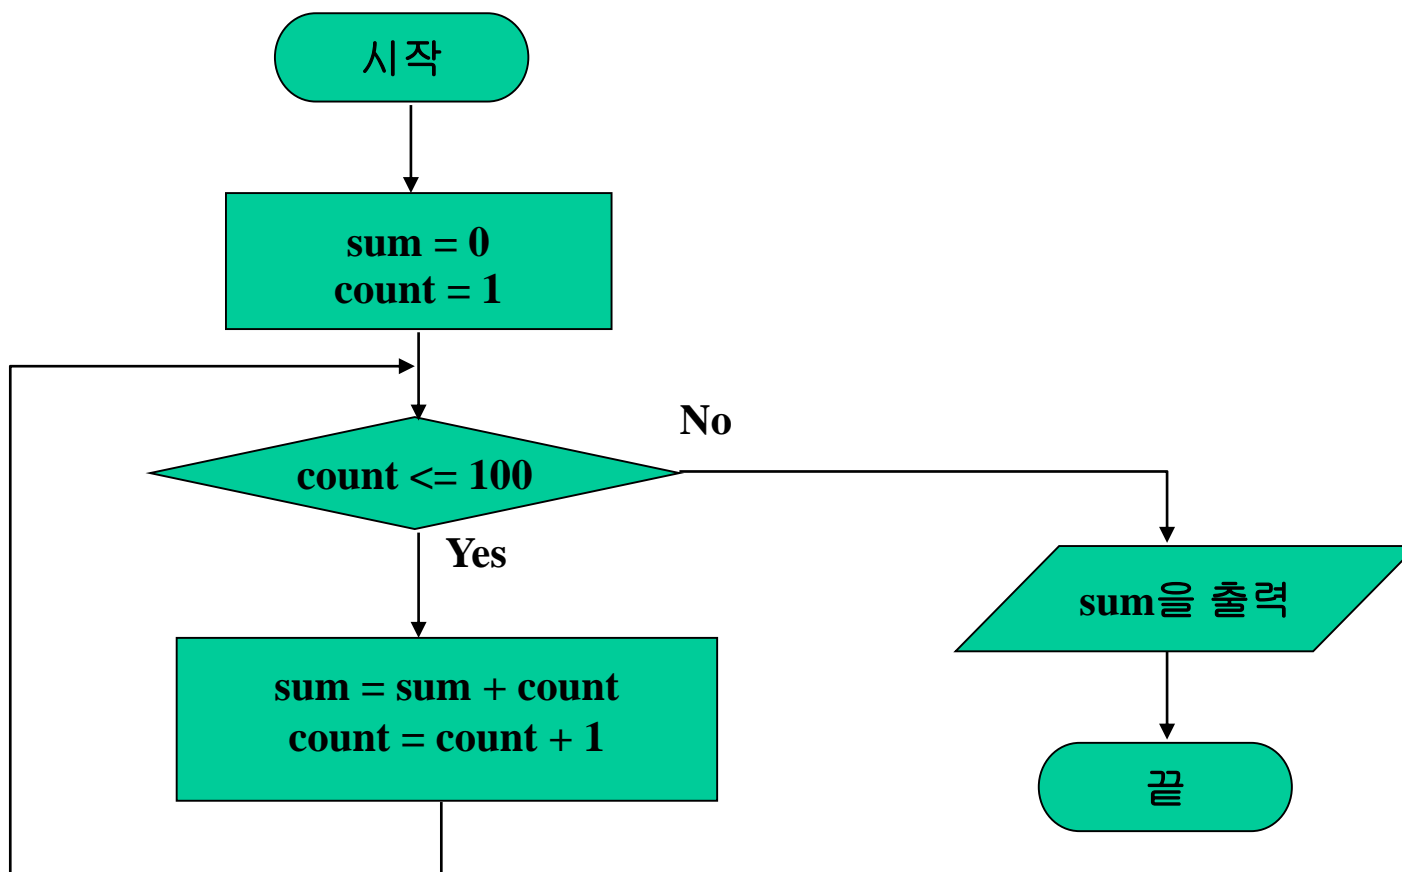 시작
sum = 0
count = 1
count <= 100
No
Yes
sum = sum + count
count = count + 1
sum을 출력
끝